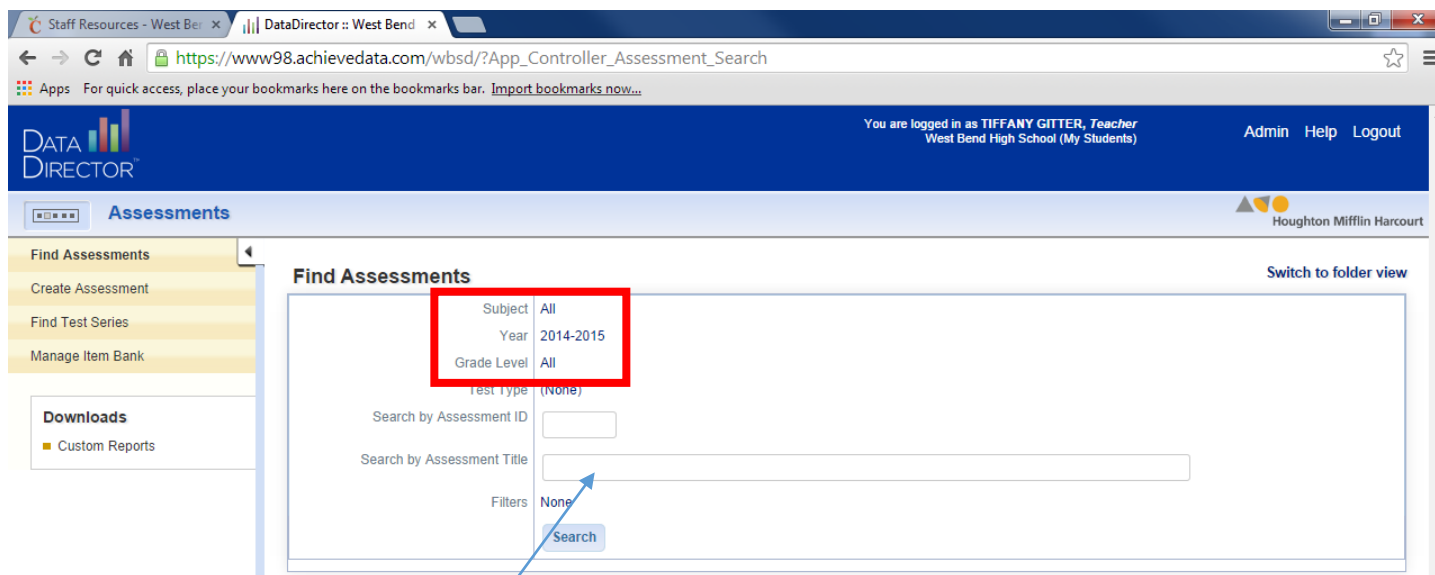 Staff Resources - West Ber
DataDirector :: West Bend
https://www98.achievedata.com/wbsd/?App_Controller_Assessment_Search
Apps For quick access, place your bookmarks here on the bookmarks bar. Import bookmarks now...
DATA
DIRECTOR™
You are logged in as TIFFANY GITTER, Teacher
West Bend High School (My Students)
Admin Help Logout
Assessments
Houghton Mifflin Harcourt
Find Assessments
Create Assessment
Find Test Series
Manage Item Bank
Downloads
Custom Reports
Find Assessments
Switch to folder view
Subject All
Year 2014-2015
Grade Level All
Test Type (None)
Search by Assessment ID
Search by Assessment Title
Filters None
Search